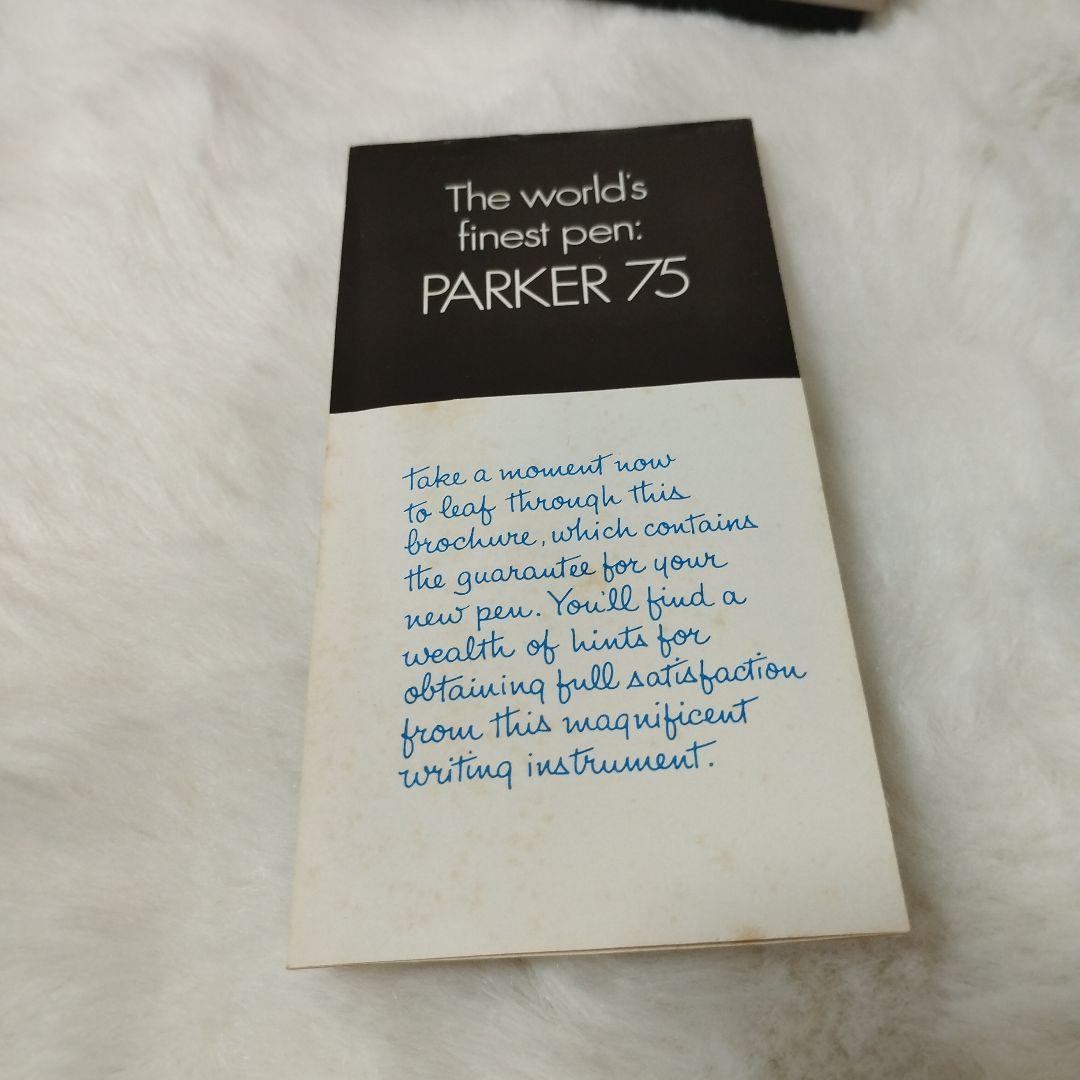 The world's
finest pen:
PARKER 75
Take a moment now
to leaf through this
brochure, which contains
the guarantee for your
new pen. You'll find a
wealth of hints for
obtaining full satisfaction
from this magnificent
writing instrument.